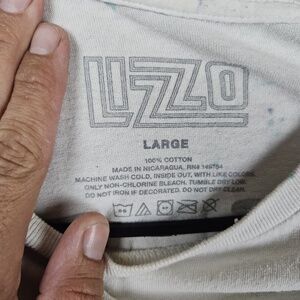 LIZZO
LARGE
100% COTTON
MADE IN NICARAGUA, RN# 148754
MACHINE WASH COLD, INSIDE OUT, WITH LIKE COLORS.
ONLY NON-CHLORINE BLEACH. TUMBLE DRY LOW.
DO NOT IRON IF DECORATED. DO NOT DRY CLEAN.